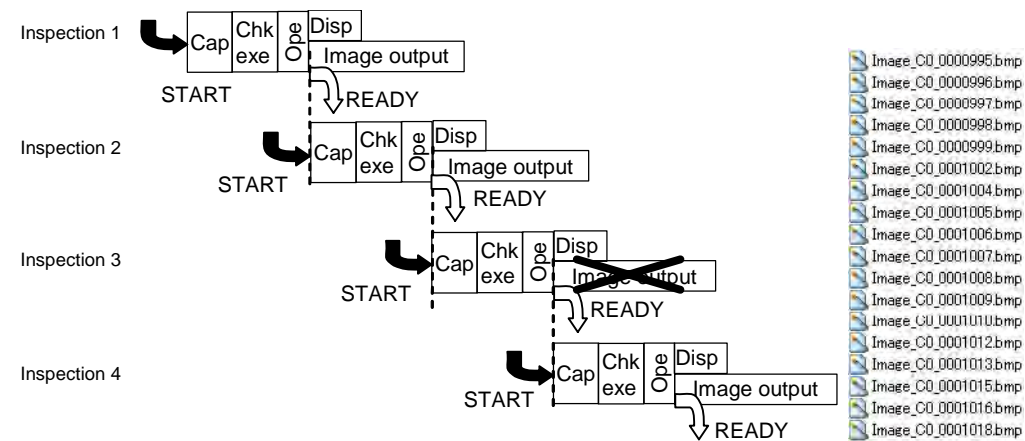 Inspection 1
Cap
Chk
exe
Ope
Disp
Image output
START
READY
Inspection 2
Cap
Chk
exe
Ope
Disp
Image output
START
READY
Inspection 3
Cap
Chk
exe
Ope
Disp
Image output
START
READY
Inspection 4
Cap
Chk
exe
Ope
Disp
Image output
START
READY
Image_C0_0000995.bmp
Image_C0_0000996.bmp
Image_C0_0000997.bmp
Image_C0_0000998.bmp
Image_C0_0000999.bmp
Image_C0_0001002.bmp
Image_C0_0001004.bmp
Image_C0_0001005.bmp
Image_C0_0001006.bmp
Image_C0_0001007.bmp
Image_C0_0001008.bmp
Image_C0_0001009.bmp
Image_C0_0001010.bmp
Image_C0_0001012.bmp
Image_C0_0001013.bmp
Image_C0_0001015.bmp
Image_C0_0001016.bmp
Image_C0_0001018.bmp